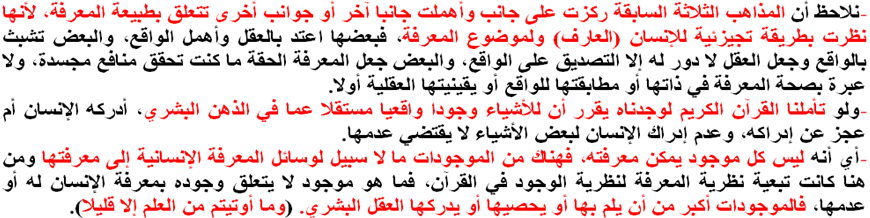 -نلاحظ أن المذاهب الثلاثة السابقة ركزت على جانب وأهملت جانبا آخر أو جوانب أخرى تتعلق بطبيعة المعرفة، لأنها
نظرت بطريقة تجيزئية للإنسان (العارف) ولموضوع المعرفة، فبعضها اعتد بالعقل وأهمل الواقع، والبعض تشبث
بالواقع وجعل العقل لا دور له إلا التصديق على الواقع، والبعض جعل المعرفة الحقة ما كنت تحقق منافع مجسدة، ولا
عبرة بصحة المعرفة في ذاتها أو مطابقتها للواقع أو يقينيتها العقلية أولا.
-ولو تأملنا القرآن الكريم لوجدناه يقرر أن للأشياء وجودا واقعيا مستقلا عما في الذهن البشري، أدركه الإنسان أم
عجز عن إدراكه، وعدم إدراك الإنسان لبعض الأشياء لا يقتضي عدمها.
-أي أنه ليس كل موجود يمكن معرفته، فهناك من الموجودات ما لا سبيل لوسائل المعرفة الإنسانية إلى معرفتها ومن
هنا كانت تبعية نظرية المعرفة لنظرية الوجود في القرآن، فما هو موجود لا يتعلق وجوده بمعرفة الإنسان له أو
عدمها، فالموجودات أكبر من أن يلم بها أو يحصيها أو يدركها العقل البشري. (وما أوتيتم من العلم إلا قليلا).